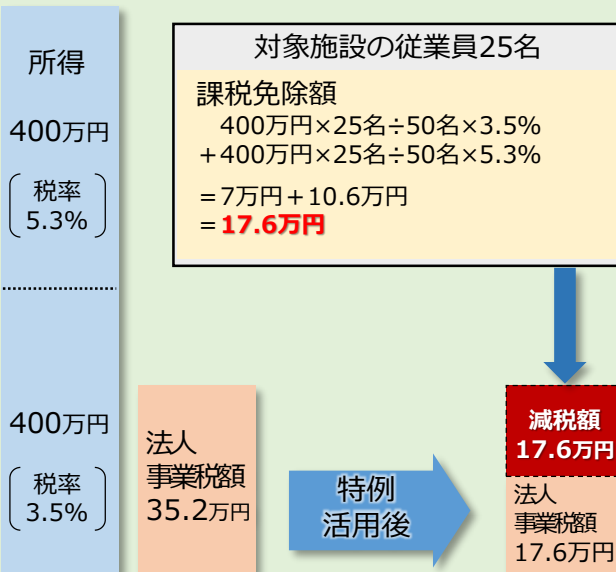 所得
400万円
税率
5.3%
400万円
税率
3.5%
対象施設の従業員25名
課税免除額
400万円×25名÷50名×3.5%
+400万円×25名÷50名×5.3%
=7万円+10.6万円
=17.6万円
法人
事業税額
35.2万円
特例
活用後
減税額
17.6万円
法人
事業税額
17.6万円